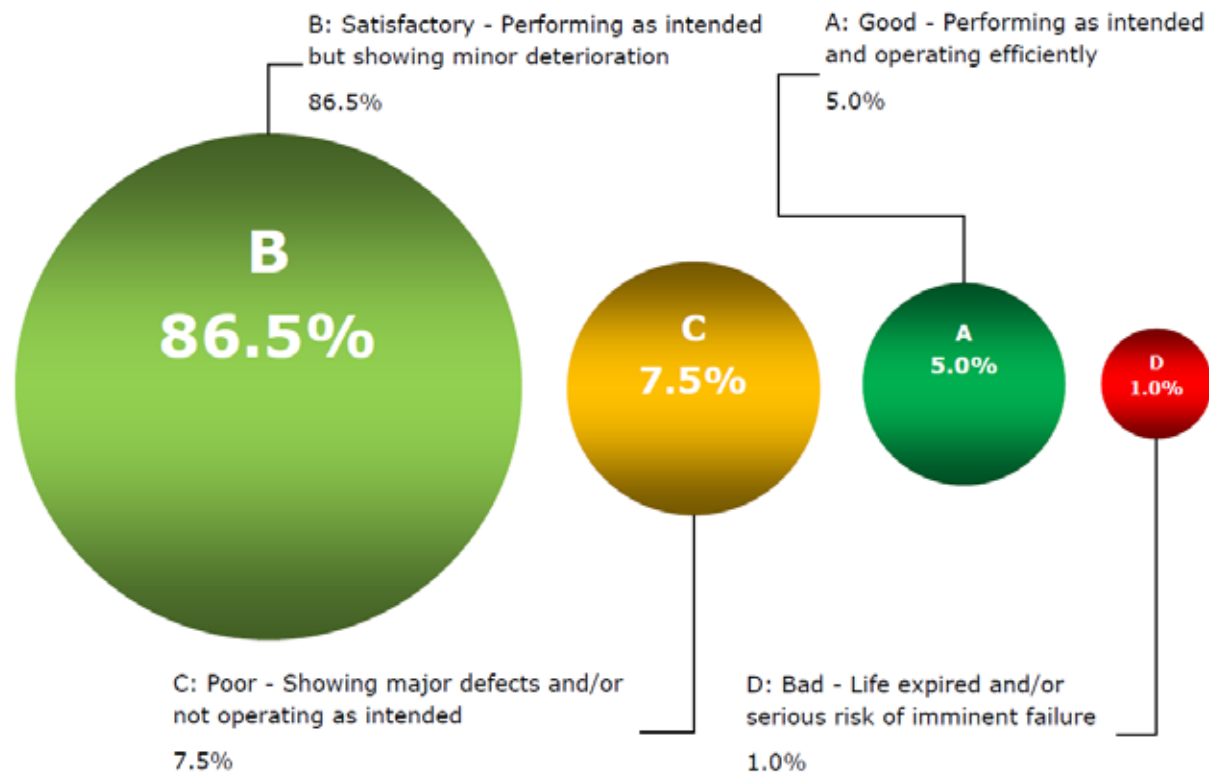 B: Satisfactory - Performing as intended
but showing minor deterioration
86.5%
A: Good - Performing as intended
and operating efficiently
5.0%
B
86.5%
C
7.5%
A
5.0%
D
1.0%
C: Poor - Showing major defects and/or
not operating as intended
7.5%
D: Bad - Life expired and/or
serious risk of imminent failure
1.0%